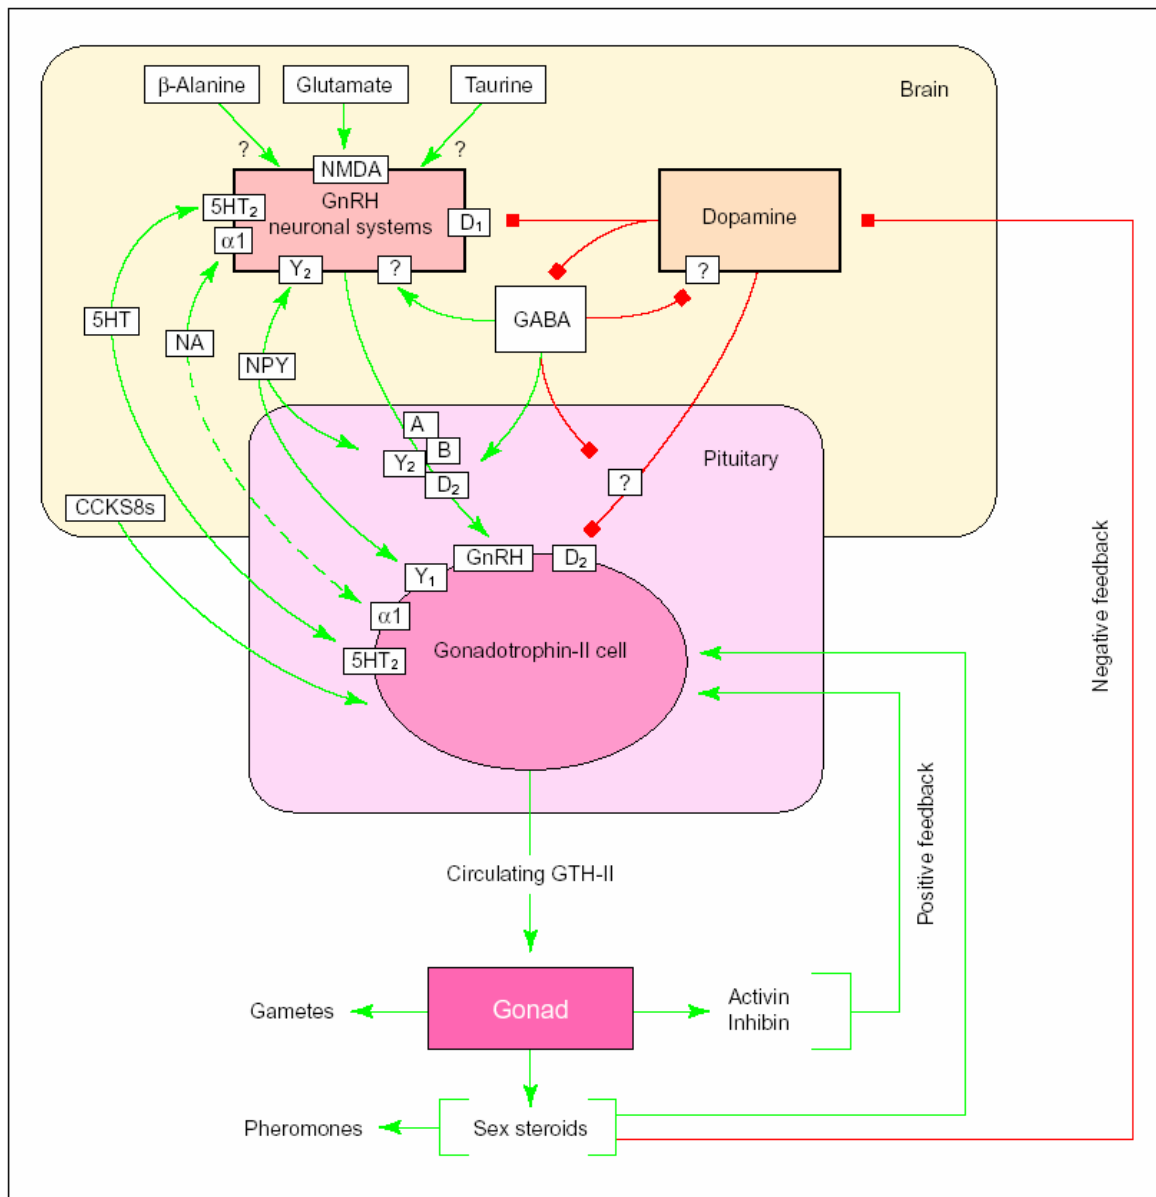 β-Alanine
Glutamate
Taurine
Brain
?
?
NMDA
GnRH
neuronal systems
5HT₂
α1
D₁
Y₂
?
Dopamine
?
GABA
5HT
NA
NPY
A
B
Y₂
D₂
Pituitary
?
CCKS8s
GnRH
D₂
Y₁
α1
5HT₂
Gonadotrophin-II cell
Negative feedback
Positive feedback
Circulating GTH-II
Gonad
Gametes
Activin
Inhibin
Pheromones
Sex steroids